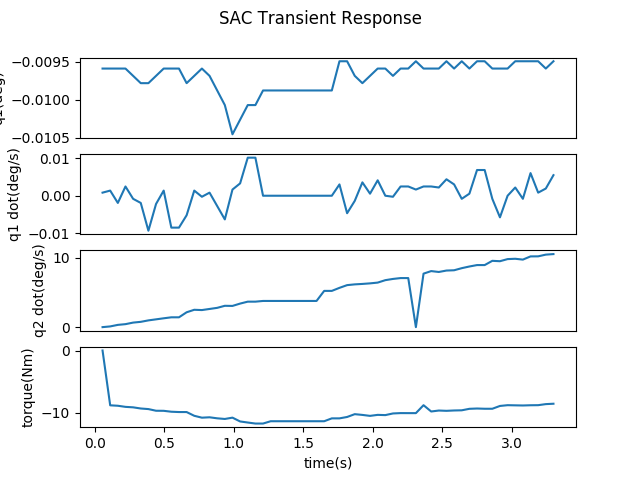 SAC Transient Response
−0.0095
−0.0100
−0.0105
q1(deg)
0.01
0.00
−0.01
q1 dot(deg/s)
10
0
q2 dot(deg/s)
0
−10
torque(Nm)
0.0 0.5 1.0 1.5 2.0 2.5 3.0
time(s)